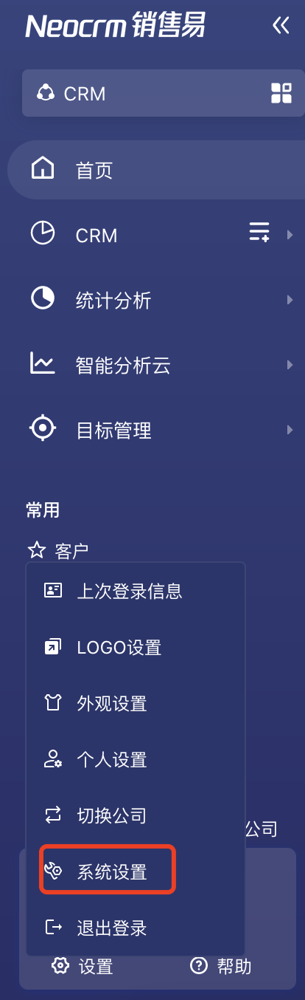 Neocrm 销售易
CRM
首页
CRM
统计分析
智能分析云
目标管理
常用
客户
上次登录信息
LOGO设置
外观设置
个人设置
切换公司
公司
系统设置
退出登录
设置
帮助